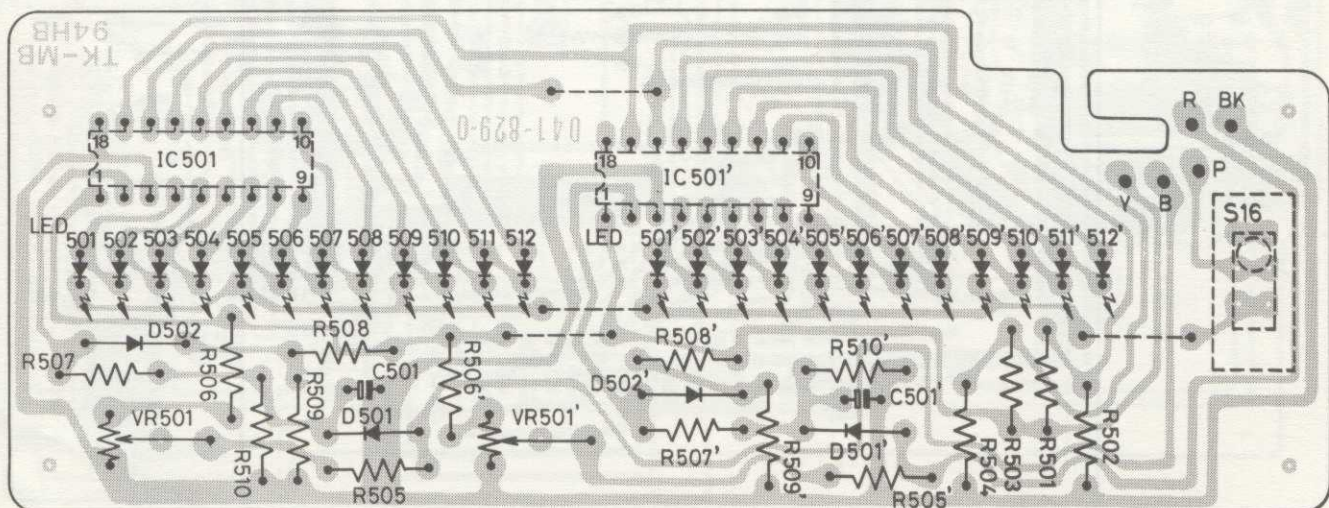 94HB
TK-MB
041-829-0
R BK
P
Y B
S16
18 10
IC501
1 9
18 10
IC501'
1 9
LED 501 502 503 504 505 506 507 508 509 510 511 512
LED 501' 502' 503' 504' 505' 506' 507' 508' 509' 510' 511' 512'
D502
R507
R506
R508
C501
R509
D501
R506'
VR501
R510
R505
VR501'
R508'
D502'
R507'
R510'
C501'
D501'
R509'
R505'
R504
R503
R501
R502